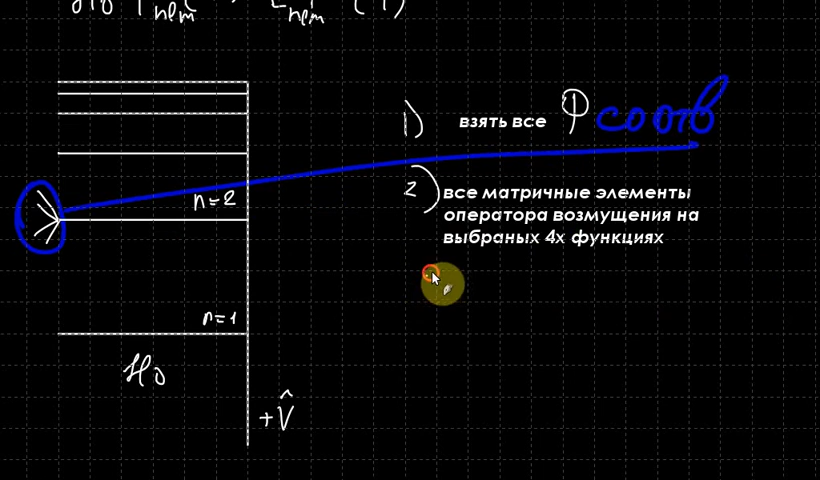 1) взять все φ соотв
n=2
2) все матричные элементы
оператора возмущения на
выбраных 4х функциях
n=1
H0
+V̂